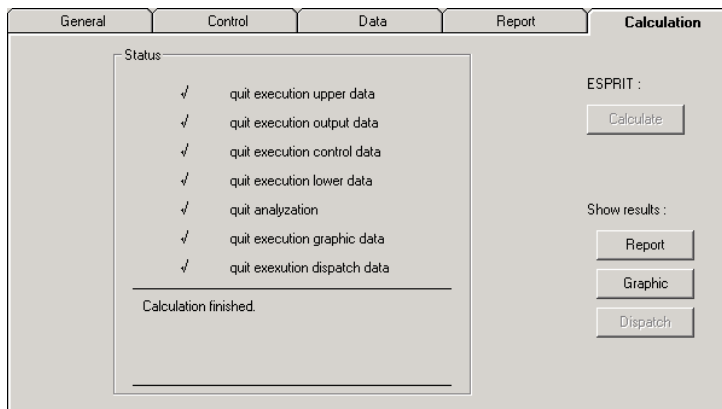 General Control Data Report Calculation
Status
√ quit execution upper data
√ quit execution output data
√ quit execution control data
√ quit execution lower data
√ quit analyzation
√ quit execution graphic data
√ quit exexution dispatch data
Calculation finished.
ESPRIT :
Calculate
Show results :
Report
Graphic
Dispatch